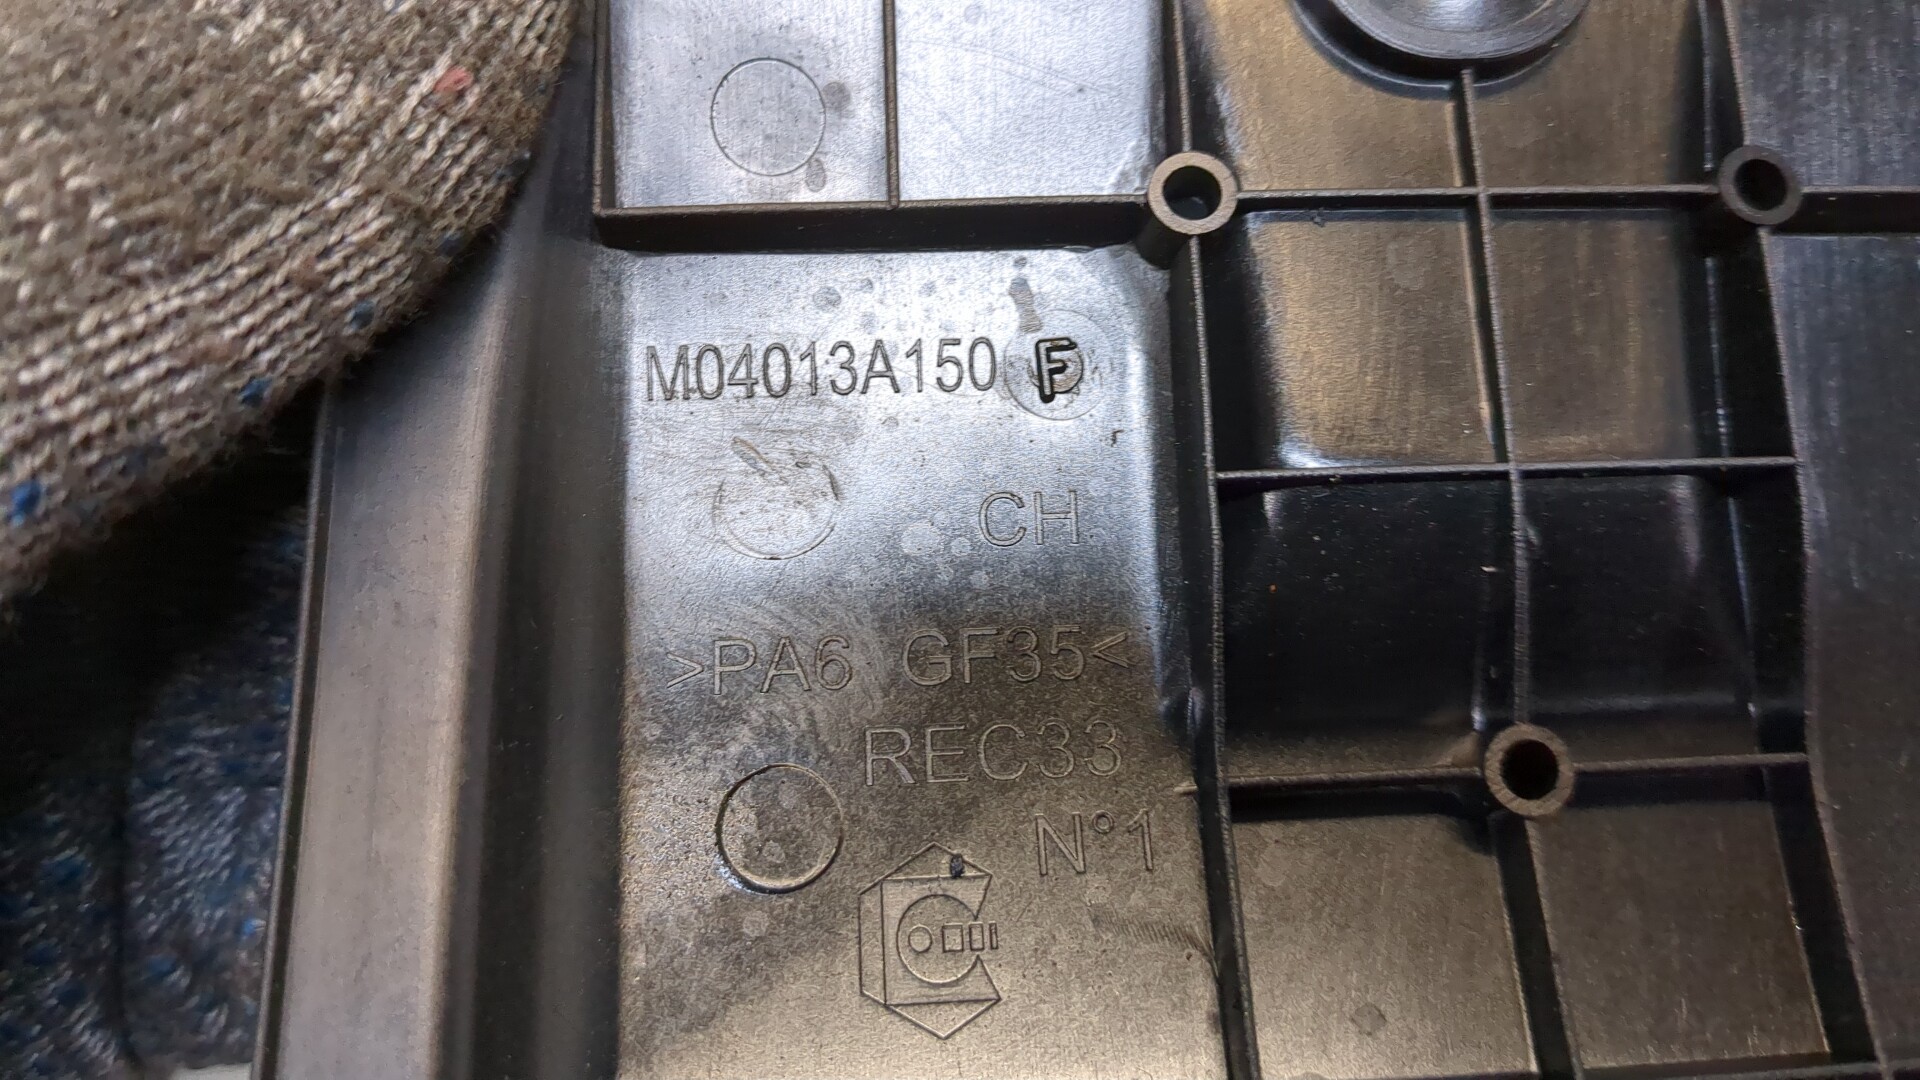 M04013A150 F
CH
>PA6 GF35<
REC33
N°1